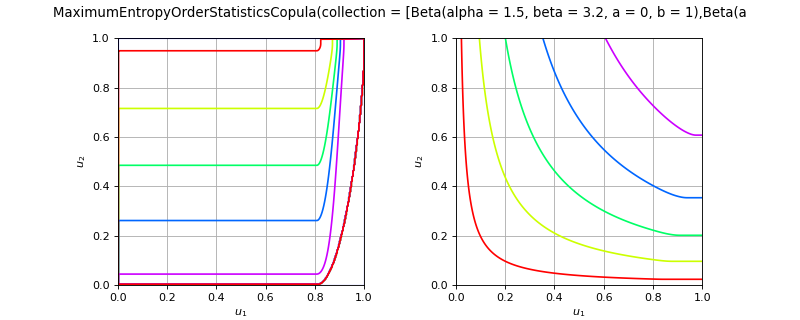 MaximumEntropyOrderStatisticsCopula(collection = [Beta(alpha = 1.5, beta = 3.2, a = 0, b = 1),Beta(a
1.0
0.8
0.6
0.4
0.2
0.0
u₂
0.0 0.2 0.4 0.6 0.8 1.0
u₁
1.0
0.8
0.6
0.4
0.2
0.0
u₂
0.0 0.2 0.4 0.6 0.8 1.0
u₁